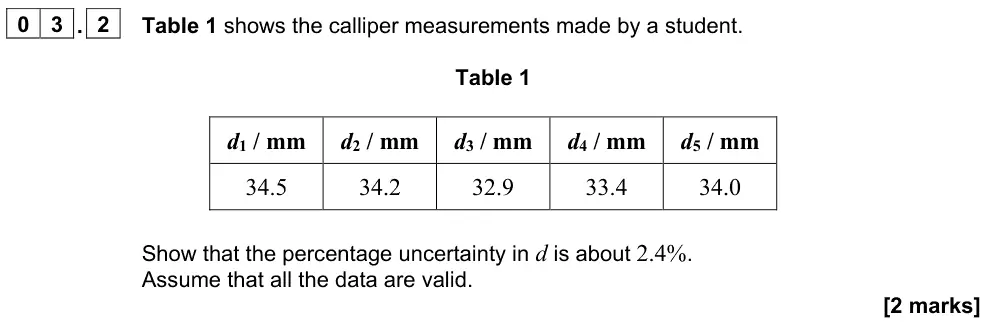 0 3 . 2 Table 1 shows the calliper measurements made by a student.
Table 1
d₁ / mm d₂ / mm d₃ / mm d₄ / mm d₅ / mm
34.5 34.2 32.9 33.4 34.0
Show that the percentage uncertainty in d is about 2.4%.
Assume that all the data are valid.
[2 marks]